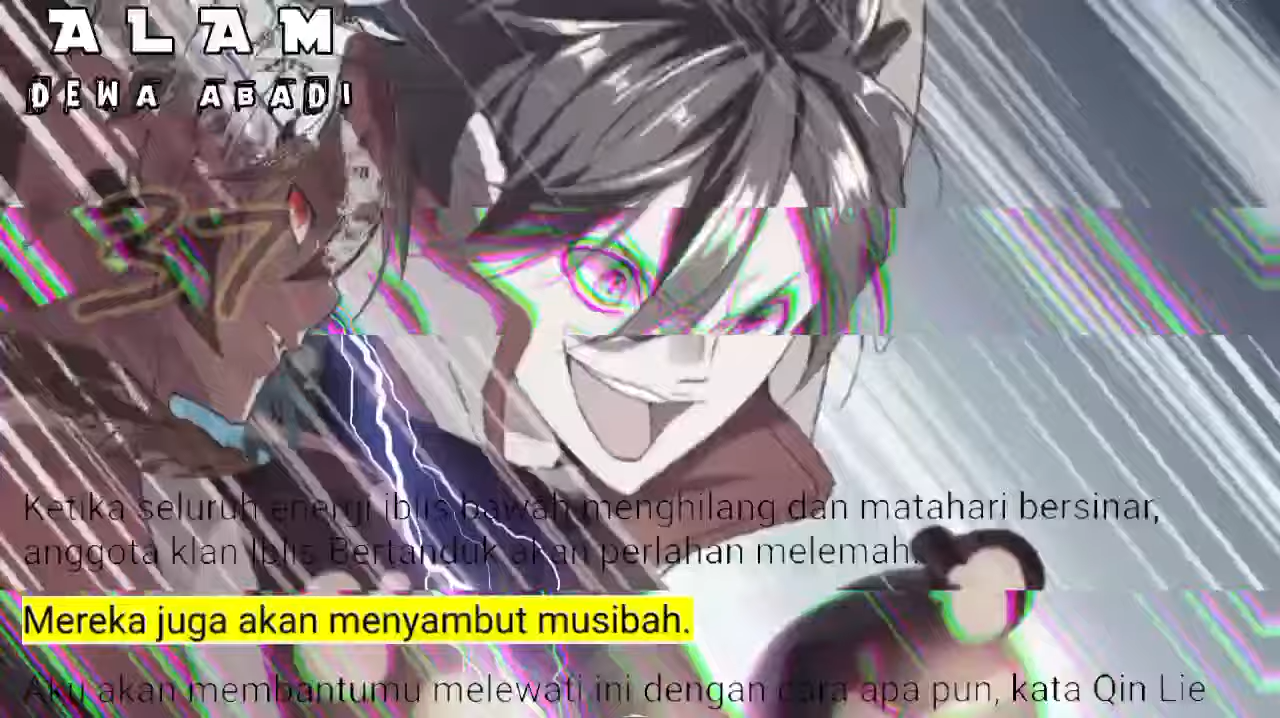 ALAM
DEWA ABADI
37
Ketika seluruh energi iblis bawah menghilang dan matahari bersinar,
anggota klan Iblis Bertanduk akan perlahan melemah.
Mereka juga akan menyambut musibah.
Aku akan membantumu melewati ini dengan cara apa pun, kata Qin Lie